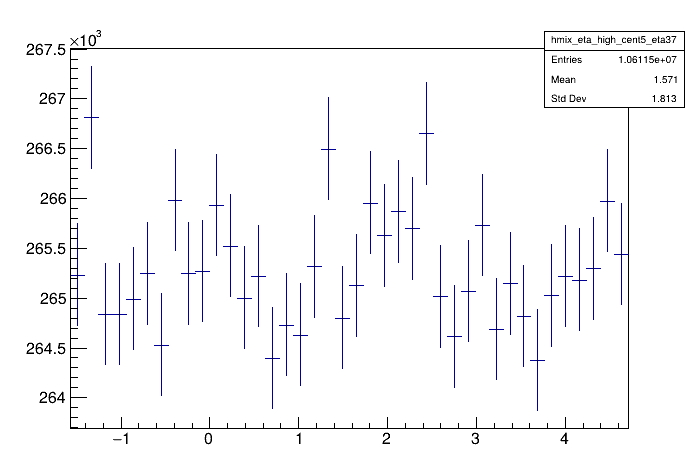 ×10³
hmix_eta_high_cent5_eta37
Entries 1.06115e+07
Mean 1.571
Std Dev 1.813
267.5
267
266.5
266
265.5
265
264.5
264
−1 0 1 2 3 4